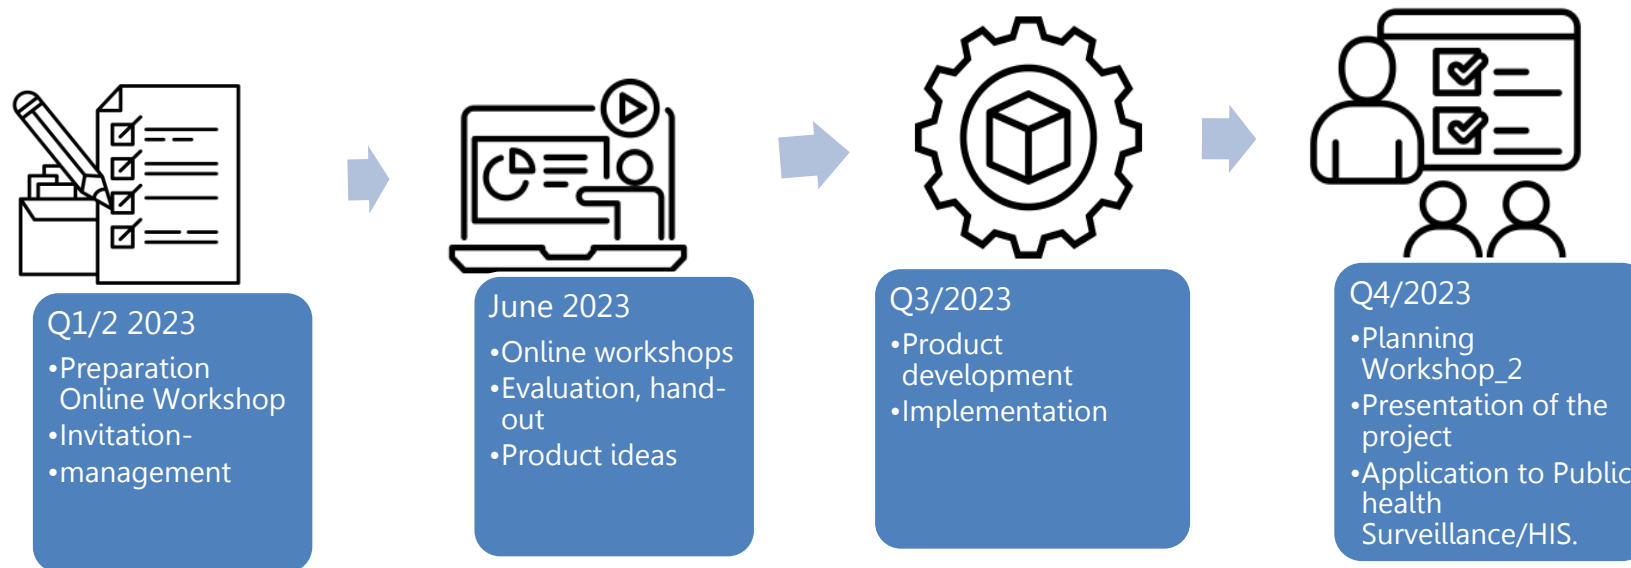 Q1/2 2023
•Preparation
Online Workshop
•Invitation-
•management
June 2023
•Online workshops
•Evaluation, hand-
out
•Product ideas
Q3/2023
•Product
development
•Implementation
Q4/2023
•Planning
Workshop_2
•Presentation of the
project
•Application to Public
health
Surveillance/HIS.